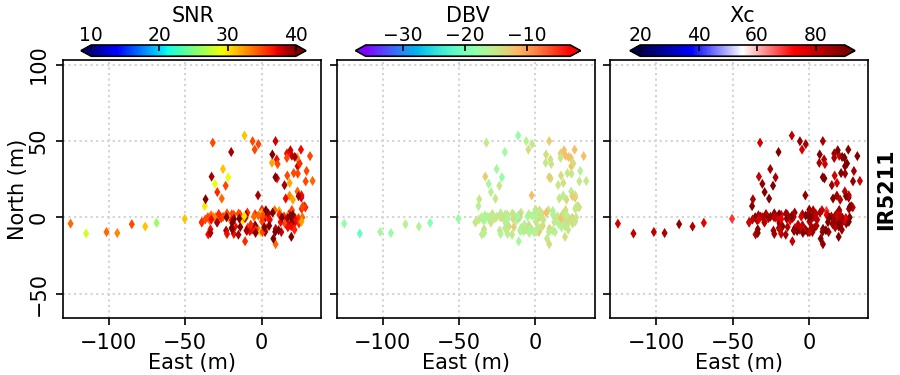 SNR DBV Xc
10 20 30 40 −30 −20 −10 20 40 60 80
100
50
0
−50
North (m)
IR5211
−100 −50 0 −100 −50 0 −100 −50 0
East (m) East (m) East (m)